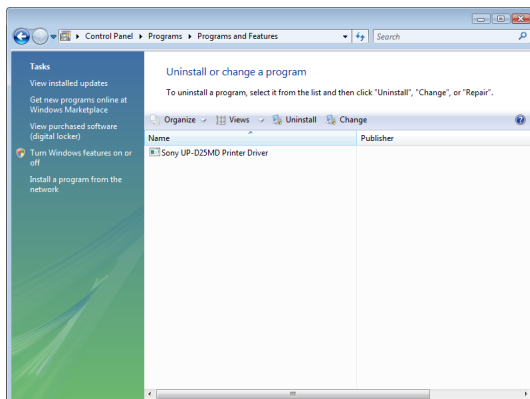 Control Panel ▸ Programs ▸ Programs and Features
Search
Tasks
View installed updates
Get new programs online at
Windows Marketplace
View purchased software
(digital locker)
Turn Windows features on or
off
Install a program from the
network
Uninstall or change a program
To uninstall a program, select it from the list and then click "Uninstall", "Change", or "Repair".
Organize Views Uninstall Change
Name Publisher
Sony UP-D25MD Printer Driver